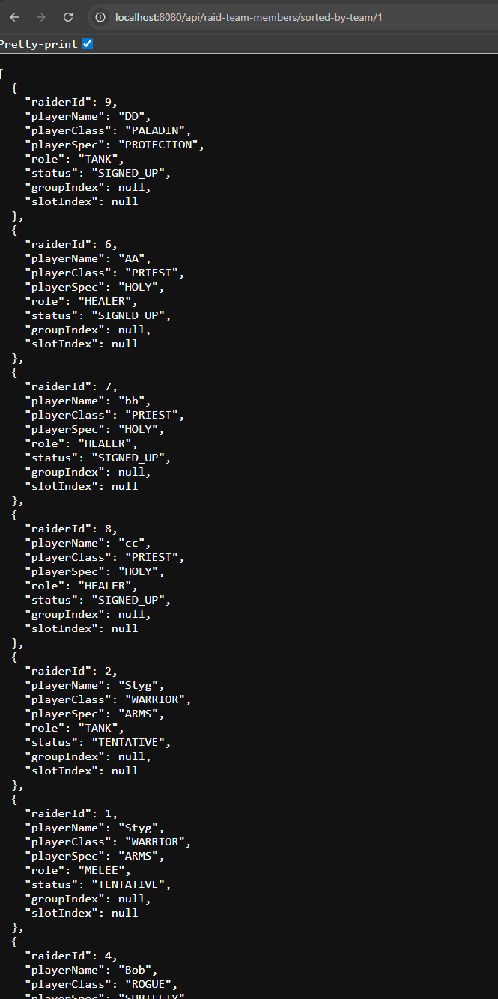 localhost:8080/api/raid-team-members/sorted-by-team/1
Pretty-print
[
  {
    "raiderId": 9,
    "playerName": "DD",
    "playerClass": "PALADIN",
    "playerSpec": "PROTECTION",
    "role": "TANK",
    "status": "SIGNED_UP",
    "groupIndex": null,
    "slotIndex": null
  },
  {
    "raiderId": 6,
    "playerName": "AA",
    "playerClass": "PRIEST",
    "playerSpec": "HOLY",
    "role": "HEALER",
    "status": "SIGNED_UP",
    "groupIndex": null,
    "slotIndex": null
  },
  {
    "raiderId": 7,
    "playerName": "bb",
    "playerClass": "PRIEST",
    "playerSpec": "HOLY",
    "role": "HEALER",
    "status": "SIGNED_UP",
    "groupIndex": null,
    "slotIndex": null
  },
  {
    "raiderId": 8,
    "playerName": "cc",
    "playerClass": "PRIEST",
    "playerSpec": "HOLY",
    "role": "HEALER",
    "status": "SIGNED_UP",
    "groupIndex": null,
    "slotIndex": null
  },
  {
    "raiderId": 2,
    "playerName": "Styg",
    "playerClass": "WARRIOR",
    "playerSpec": "ARMS",
    "role": "TANK",
    "status": "TENTATIVE",
    "groupIndex": null,
    "slotIndex": null
  },
  {
    "raiderId": 1,
    "playerName": "Styg",
    "playerClass": "WARRIOR",
    "playerSpec": "ARMS",
    "role": "MELEE",
    "status": "TENTATIVE",
    "groupIndex": null,
    "slotIndex": null
  },
  {
    "raiderId": 4,
    "playerName": "Bob",
    "playerClass": "ROGUE",
    "playerSpec": "SUBTLETY"